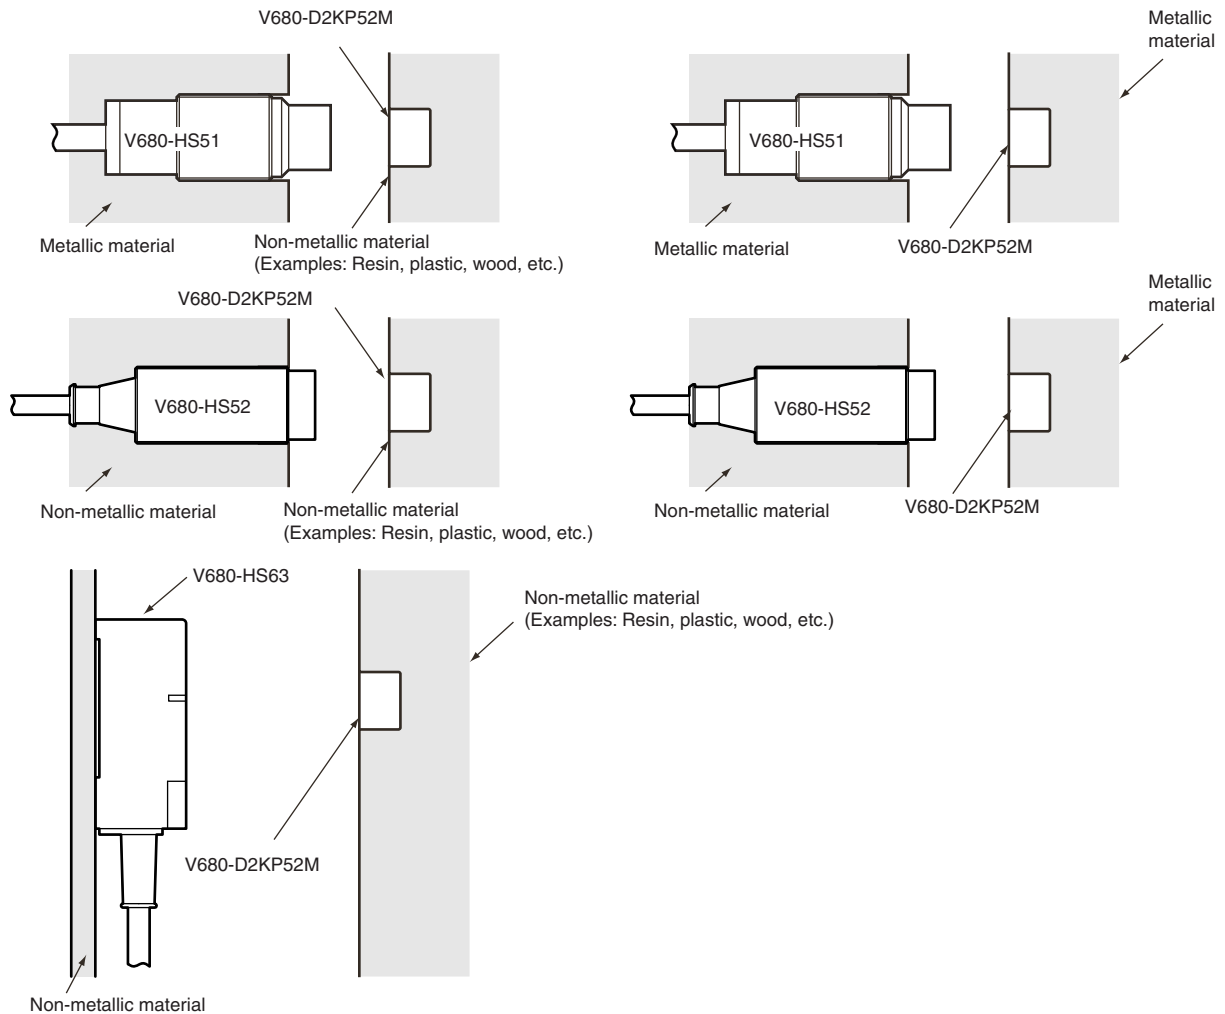 V680-D2KP52M
Metallic
material
V680-HS51
V680-HS51
Metallic material
Non-metallic material
(Examples: Resin, plastic, wood, etc.)
Metallic material
V680-D2KP52M
V680-D2KP52M
Metallic
material
V680-HS52
V680-HS52
Non-metallic material
Non-metallic material
(Examples: Resin, plastic, wood, etc.)
Non-metallic material
V680-D2KP52M
V680-HS63
Non-metallic material
(Examples: Resin, plastic, wood, etc.)
V680-D2KP52M
Non-metallic material